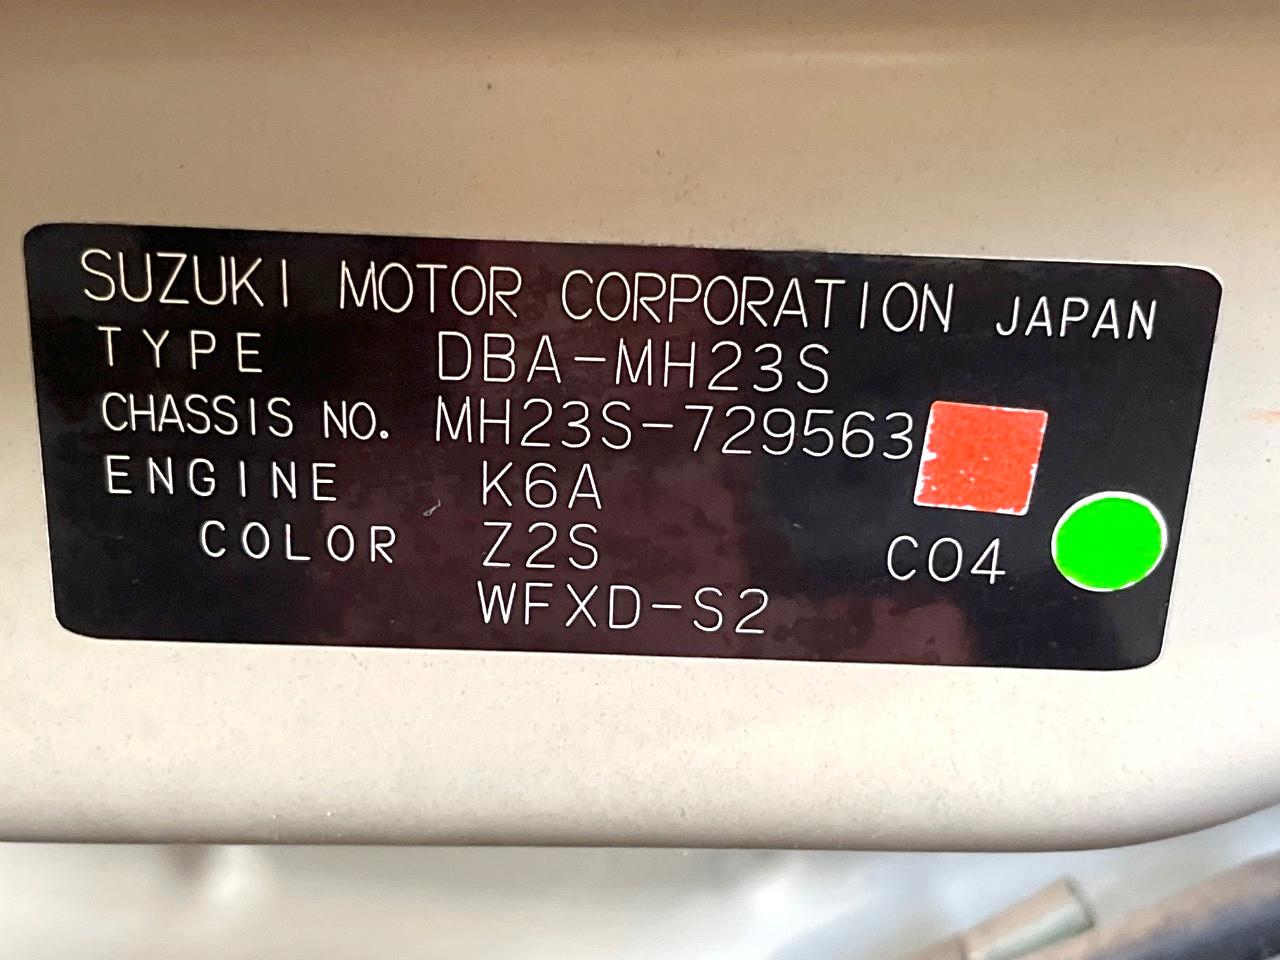 SUZUKI MOTOR CORPORATION JAPAN
TYPE DBA-MH23S
CHASSIS NO. MH23S-729563
ENGINE K6A
COLOR Z2S C04
WFXD-S2